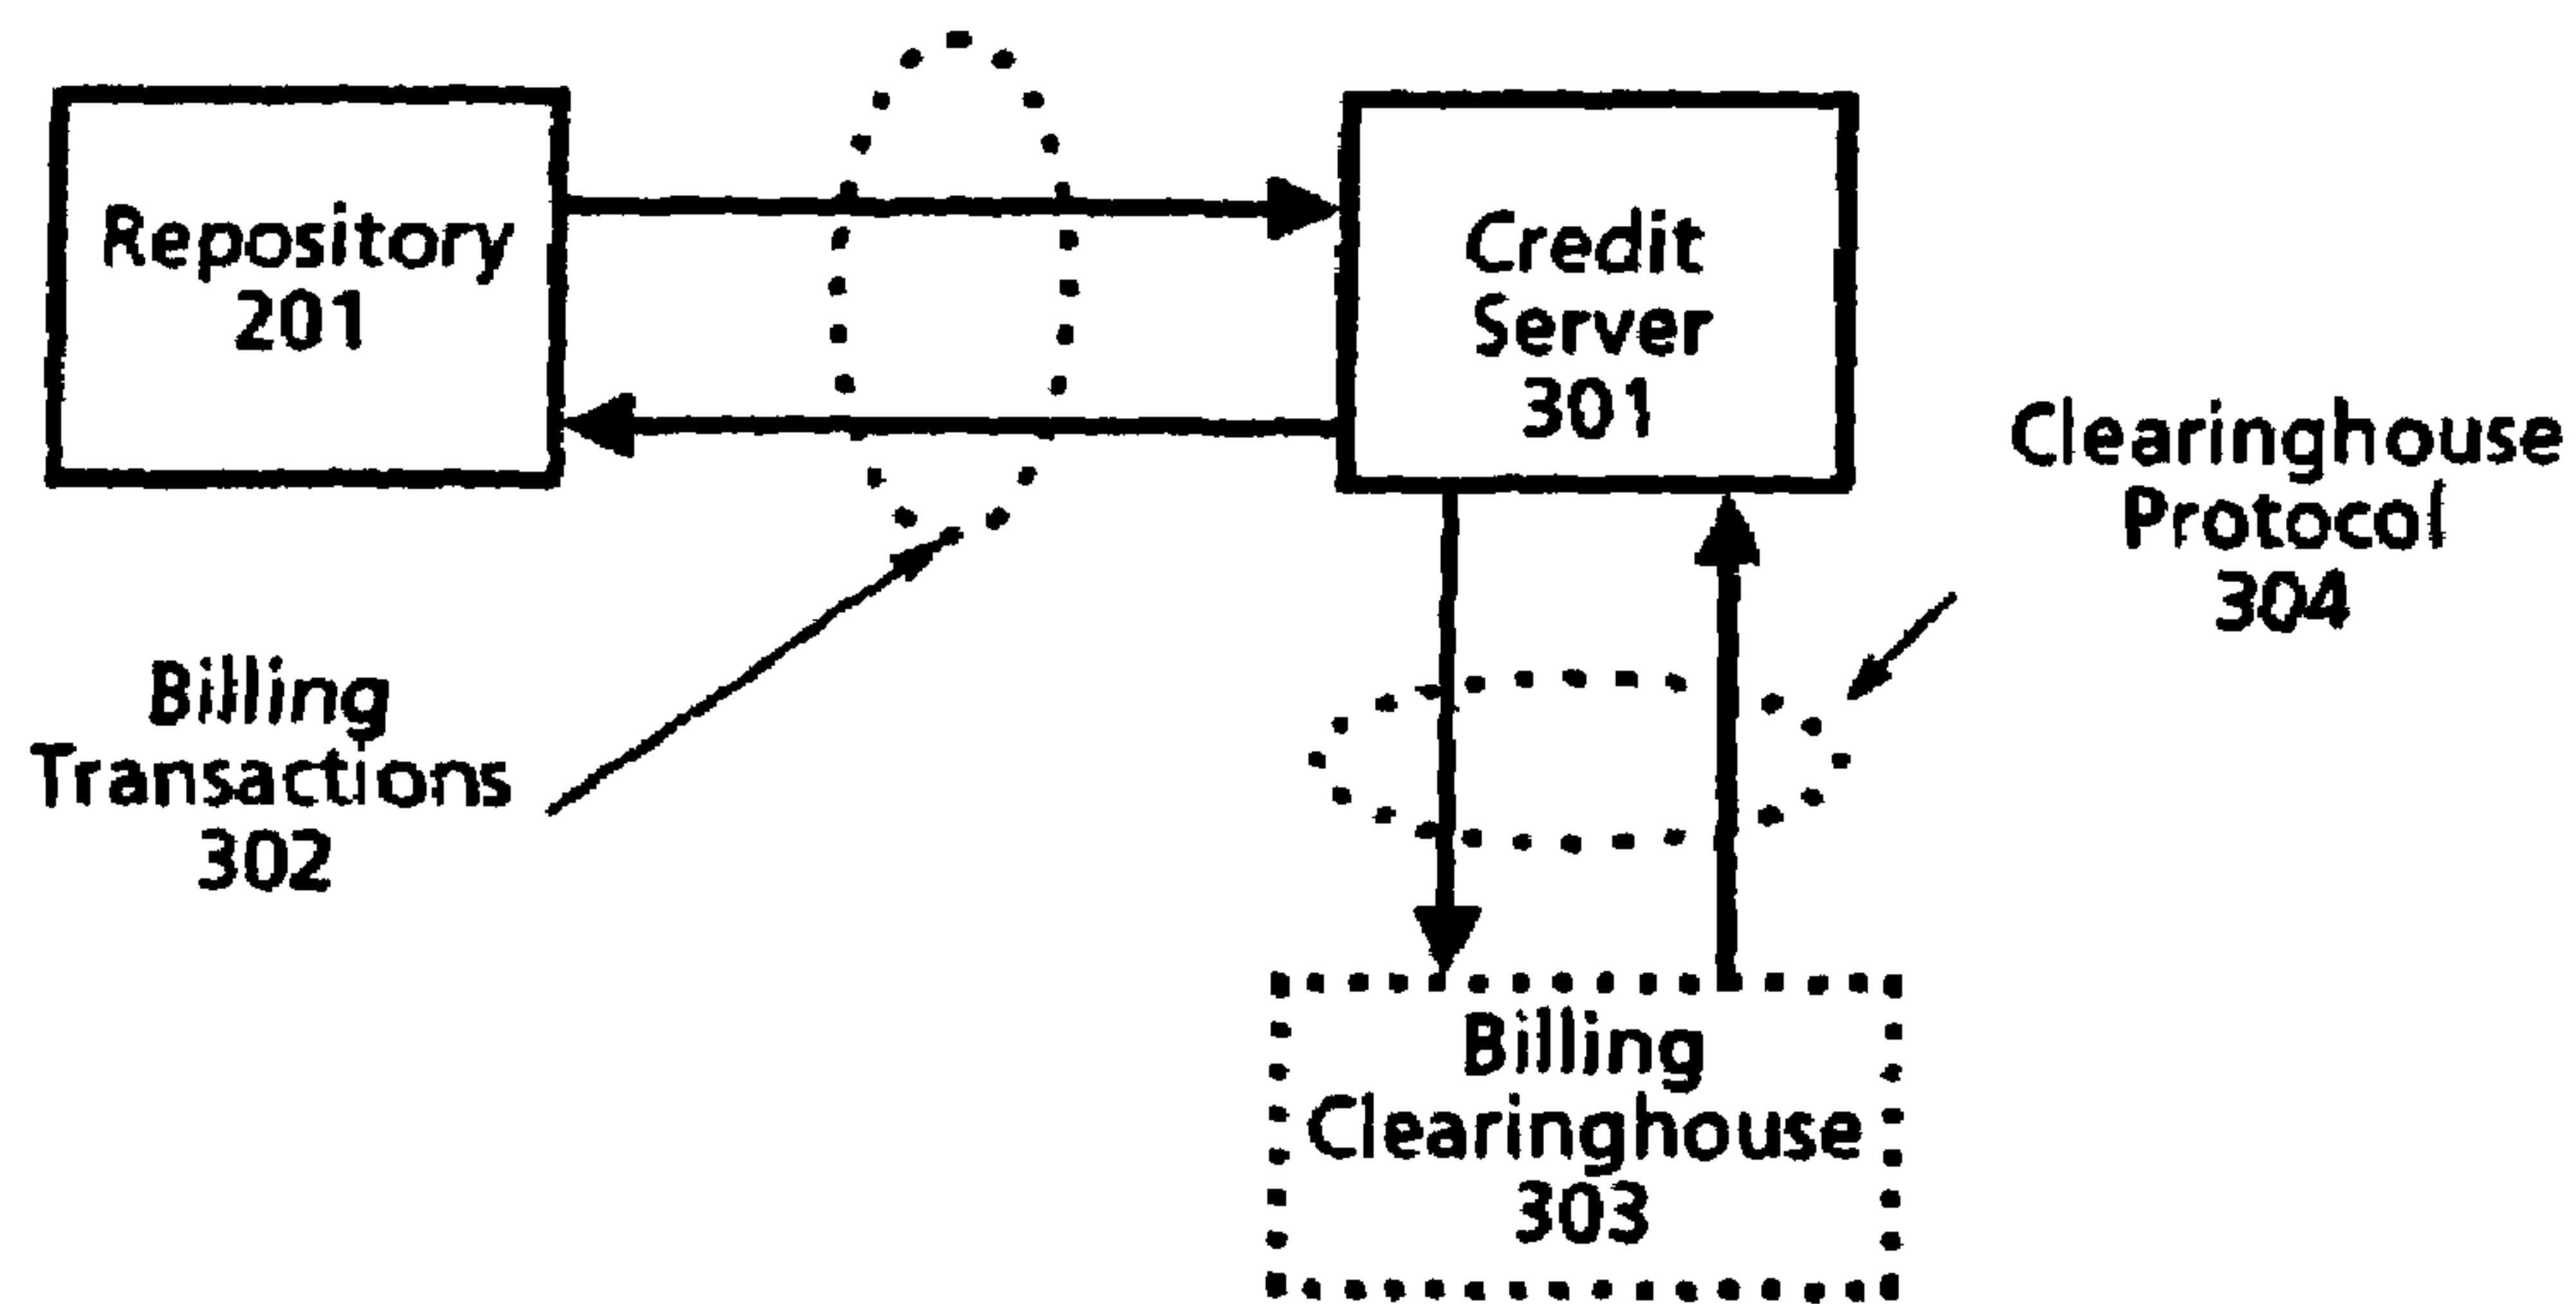 Repository
201
Credit
Server
301
Clearinghouse
Protocol
304
Billing
Transactions
302
Billing
Clearinghouse
303